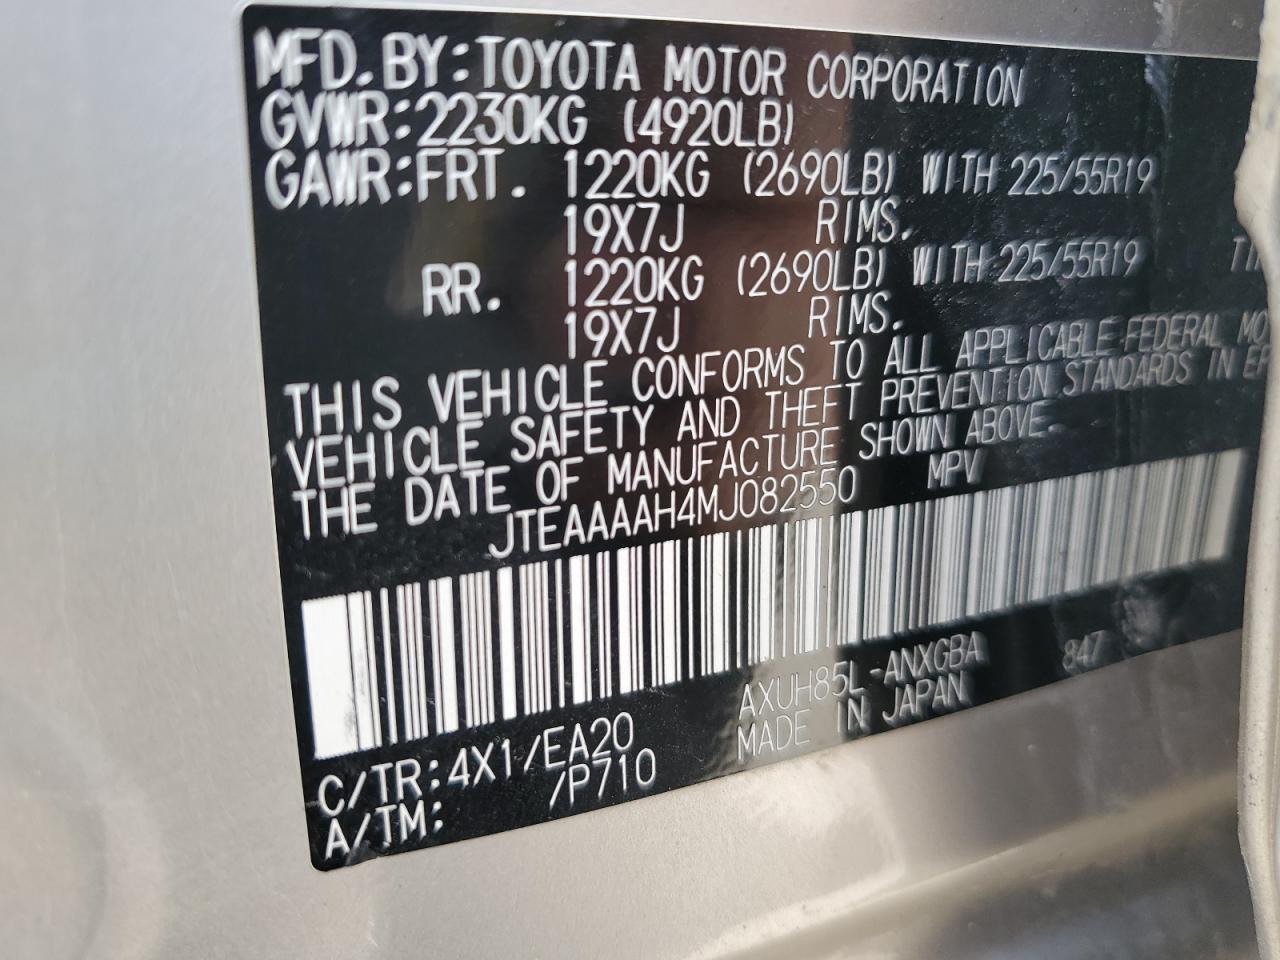 MFD. BY: TOYOTA MOTOR CORPORATION
GVWR: 2230KG (4920LB)
GAWR: FRT. 1220KG (2690LB) WITH 225/55R19
19X7J RIMS.
RR. 1220KG (2690LB) WITH 225/55R19
19X7J RIMS.
THIS VEHICLE CONFORMS TO ALL APPLICABLE FEDERAL
VEHICLE SAFETY AND THEFT PREVENTION STANDARDS IN
THE DATE OF MANUFACTURE SHOWN ABOVE.
JTEAAAAH4MJ082550 MPV
AXUH85L-ANXGBA 847
C/TR: 4X1/EA20 MADE IN JAPAN
A/TM: /P710